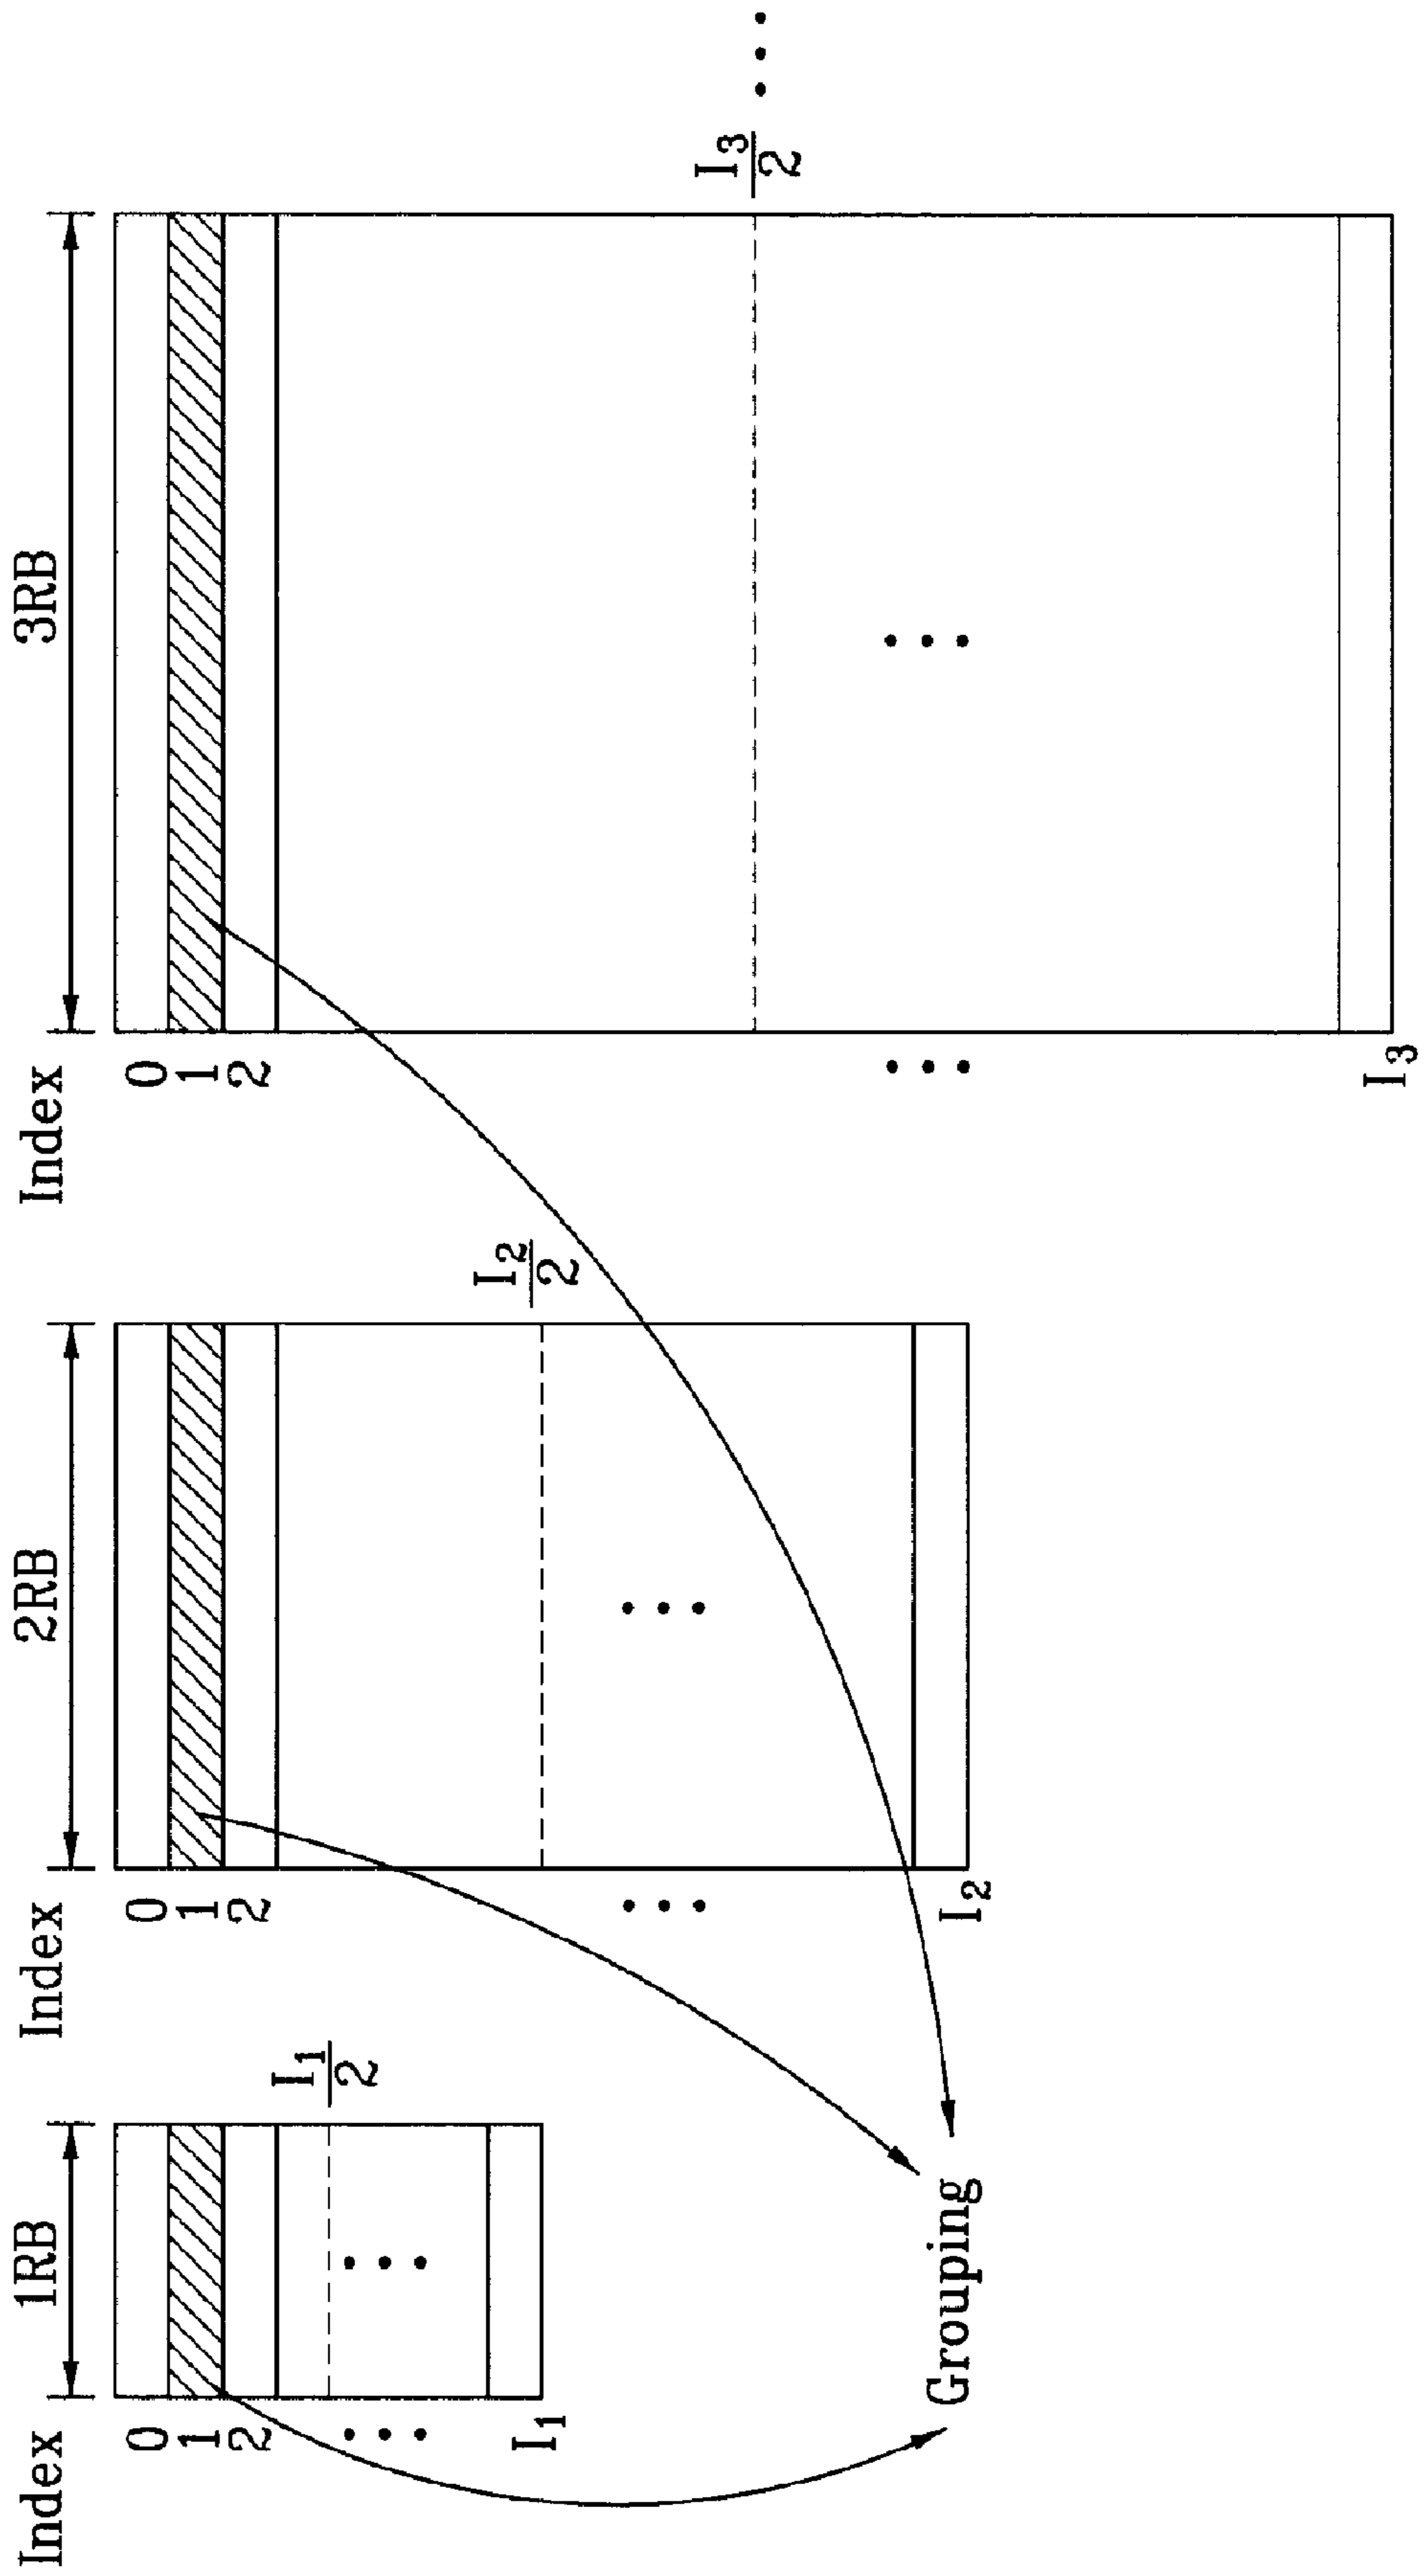 1RB
Index
0
1
2
I1
I1/2
2RB
Index
0
1
2
I2
I2/2
3RB
Index
0
1
2
I3
I3/2
Grouping